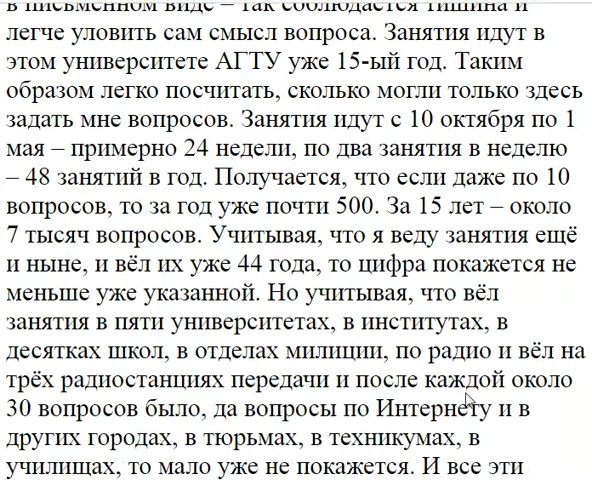 в письменном виде – так соблюдается тишина и
легче уловить сам смысл вопроса. Занятия идут в
этом университете АГТУ уже 15-ый год. Таким
образом легко посчитать, сколько могли только здесь
задать мне вопросов. Занятия идут с 10 октября по 1
мая – примерно 24 недели, по два занятия в неделю
– 48 занятий в год. Получается, что если даже по 10
вопросов, то за год уже почти 500. За 15 лет – около
7 тысяч вопросов. Учитывая, что я веду занятия ещё
и ныне, и вёл их уже 44 года, то цифра покажется не
меньше уже указанной. Но учитывая, что вёл
занятия в пяти университетах, в институтах, в
десятках школ, в отделах милиции, по радио и вёл на
трёх радиостанциях передачи и после каждой около
30 вопросов было, да вопросы по Интернету и в
других городах, в тюрьмах, в техникумах, в
училищах, то мало уже не покажется. И все эти